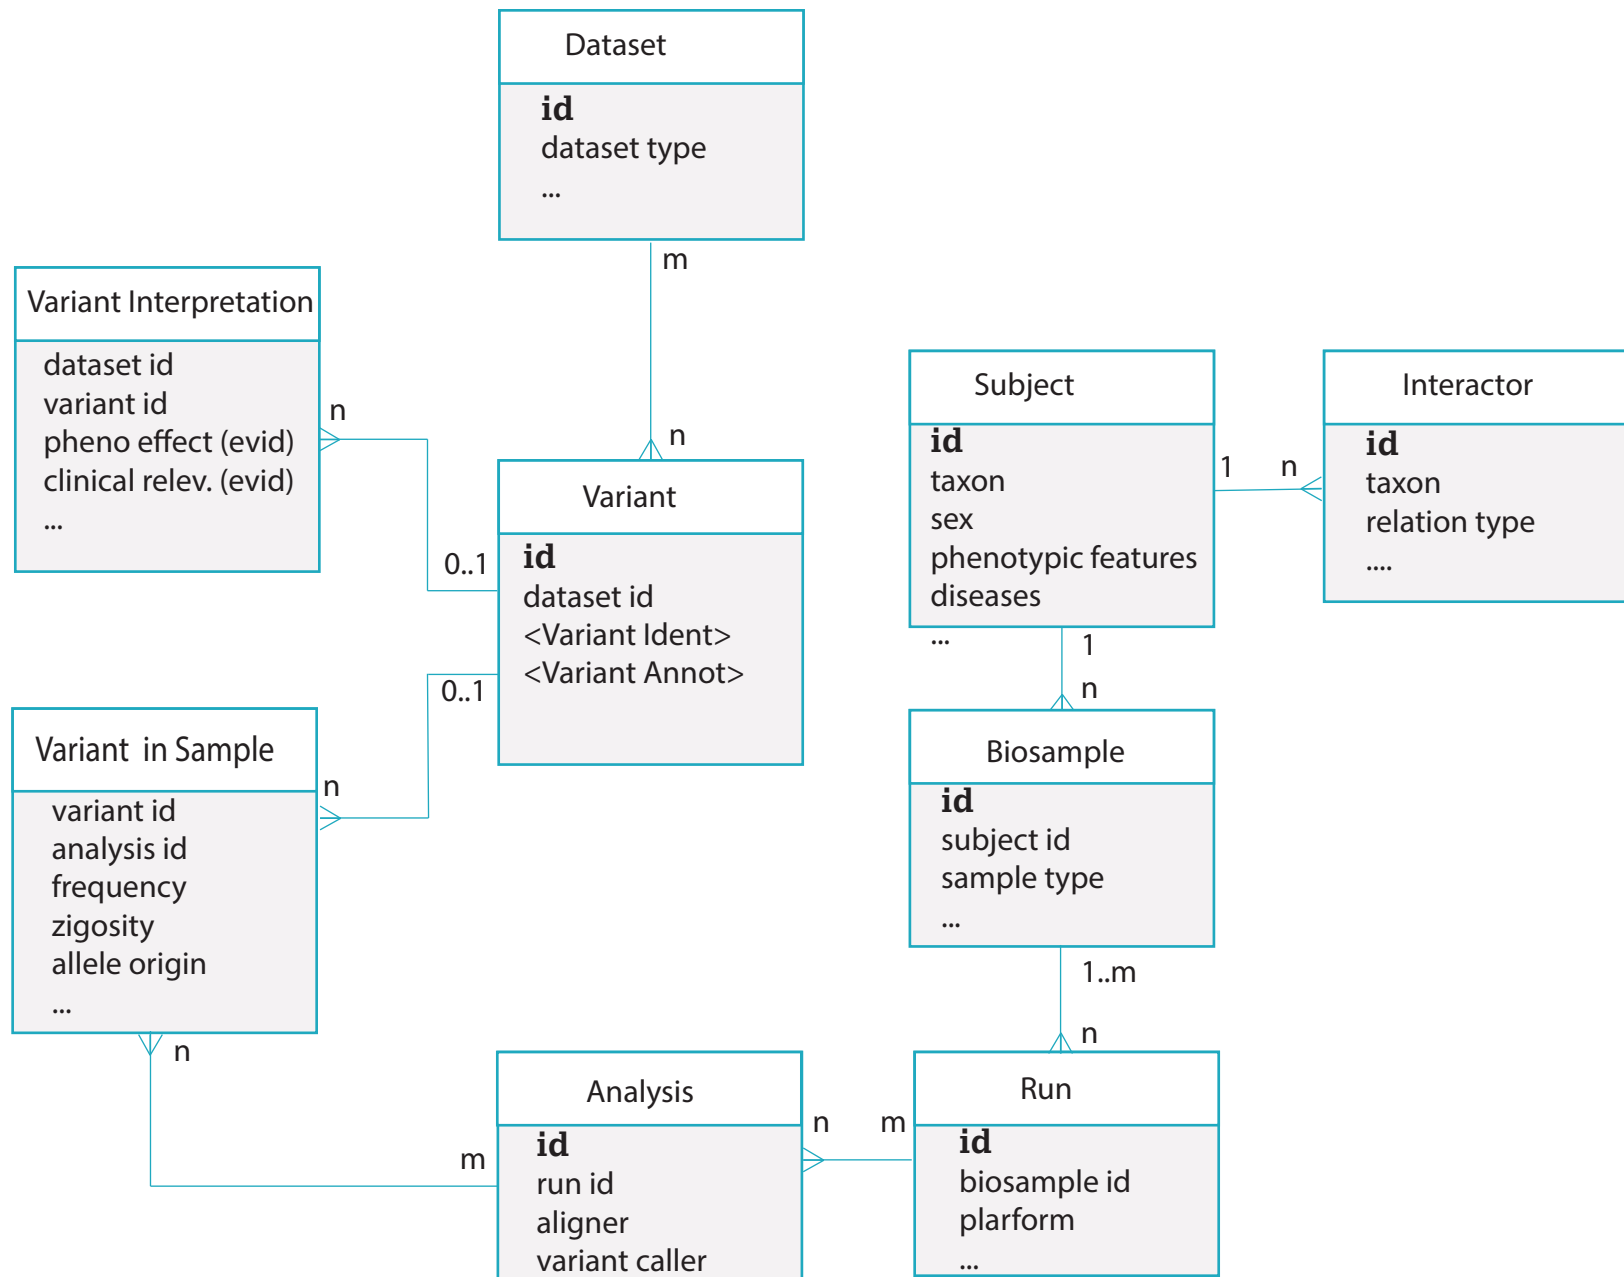 Dataset
id
dataset type
...
m
n
Variant Interpretation
dataset id
variant id
pheno effect (evid)
clinical relev. (evid)
...
n
0..1
Variant
id
dataset id
<Variant Ident>
<Variant Annot>
0..1
n
Variant in Sample
variant id
analysis id
frequency
zigosity
allele origin
...
n
m
Subject
id
taxon
sex
phenotypic features
diseases
...
1
n
Interactor
id
taxon
relation type
....
1
n
Biosample
id
subject id
sample type
...
1..m
n
Analysis
id
run id
aligner
variant caller
n
m
Run
id
biosample id
plarform
...